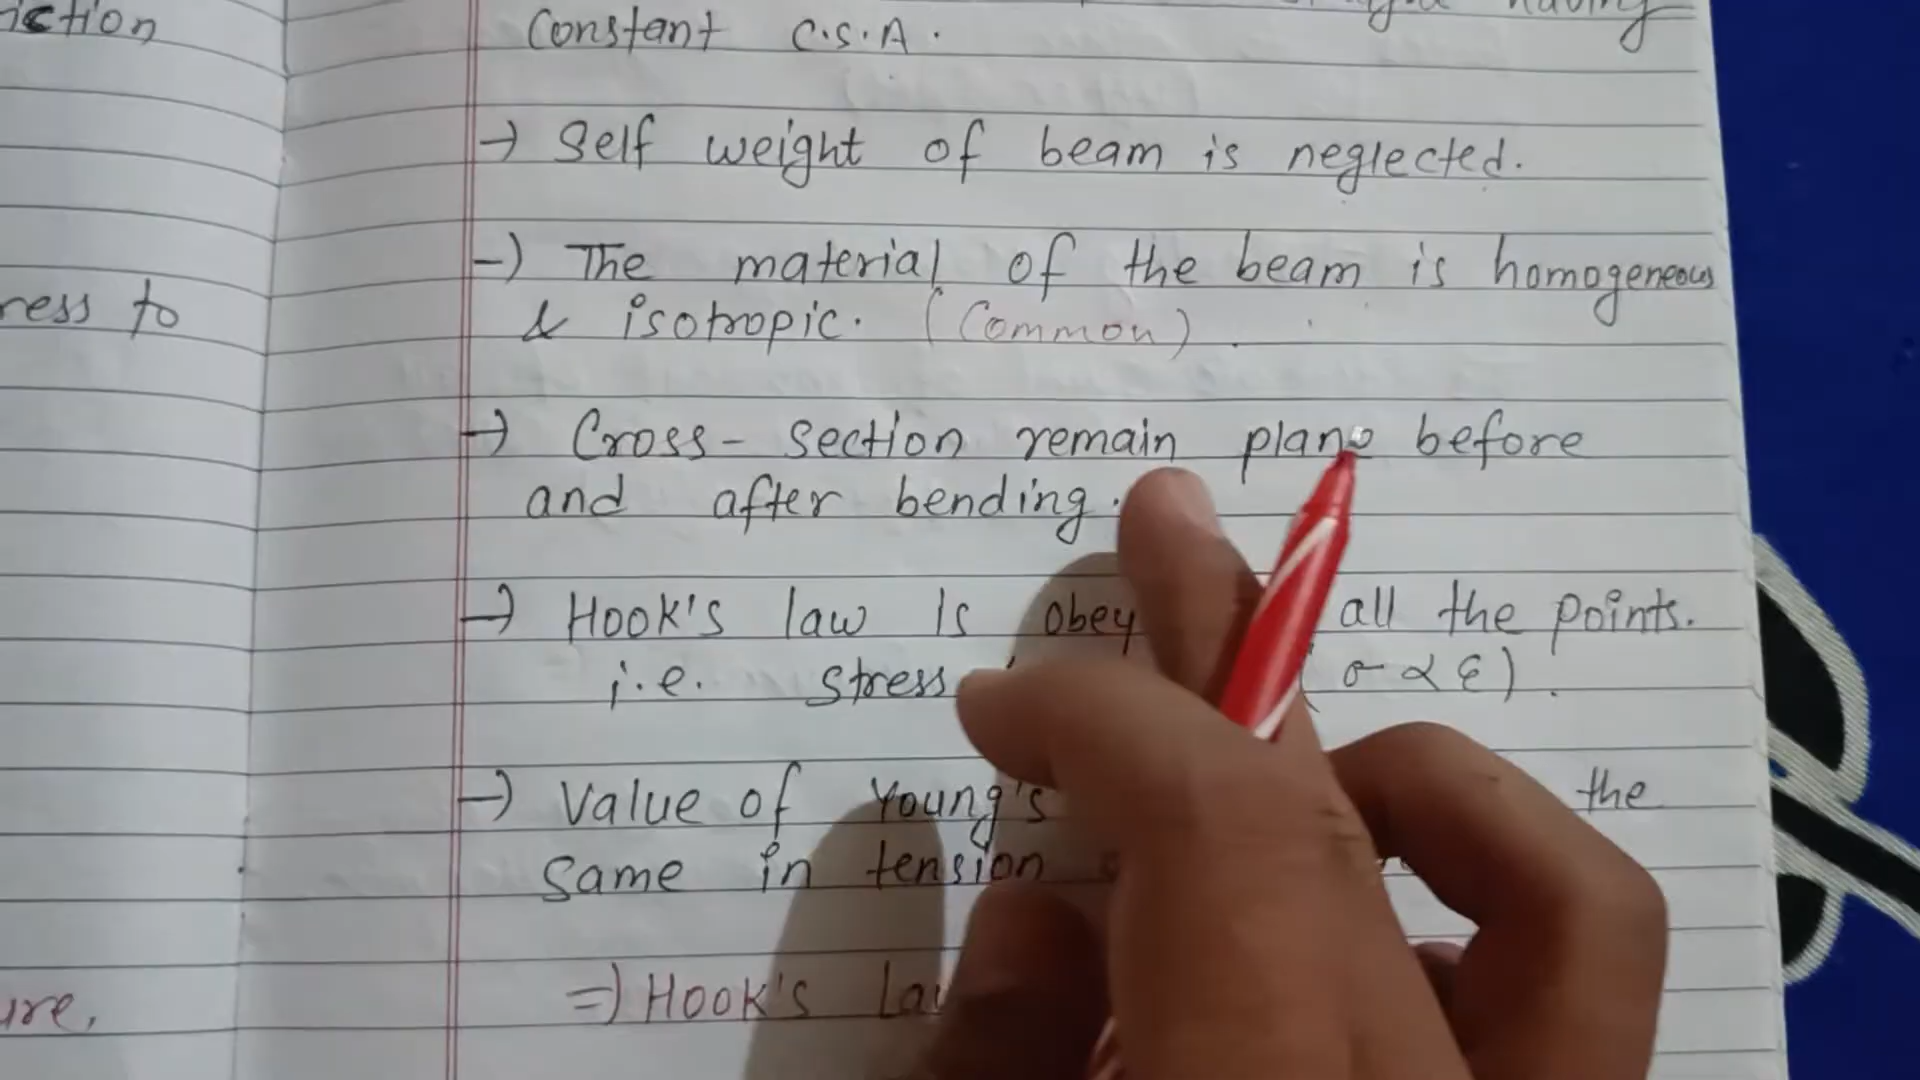 ction
ress to
ure,
having
Constant C.S.A.
→ Self weight of beam is neglected.
→ The material of the beam is homogeneous
& isotropic. (Common).
→ Cross-section remain plane before
and after bending.
→ Hook's law Is obey all the points.
i.e. stress (σ ∝ ε).
→ Value of Young's the
same in tension
⇒ Hook's